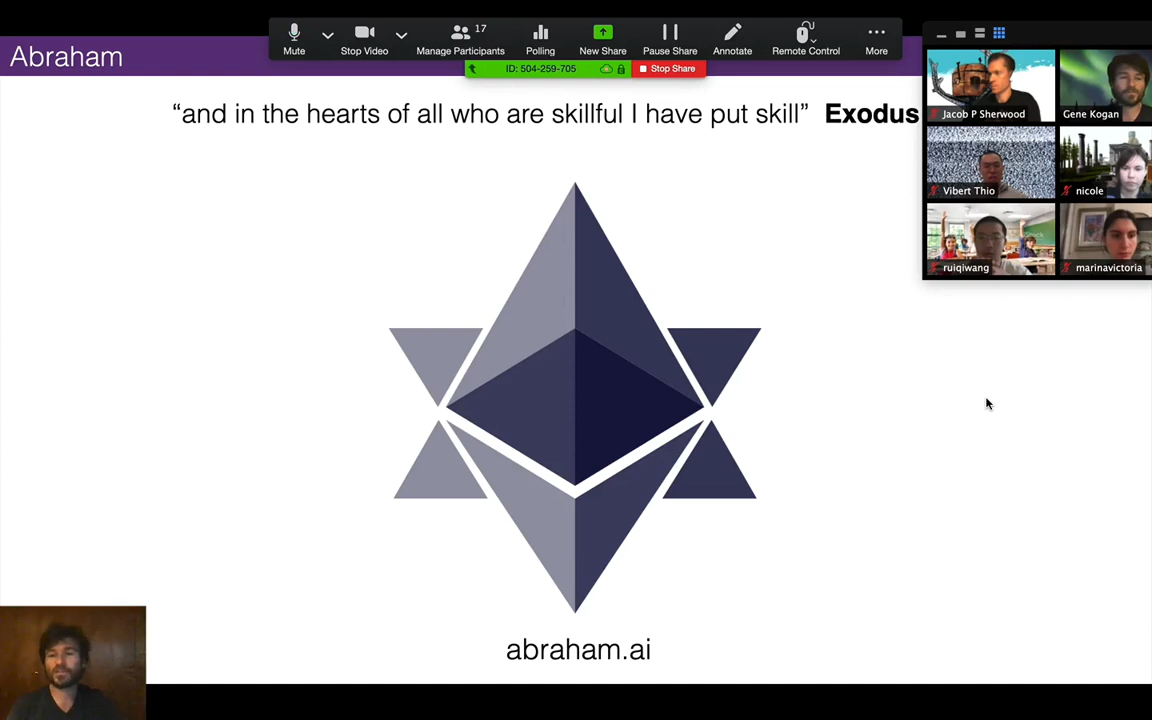 17
Mute
Stop Video
Manage Participants
Polling
New Share
Pause Share
Annotate
Remote Control
More
ID: 504-259-705
Stop Share
Abraham
“and in the hearts of all who are skillful I have put skill” Exodus
Jacob P Sherwood
Gene Kogan
Vibert Thio
nicole
ruiqiwang
marinavictoria
abraham.ai